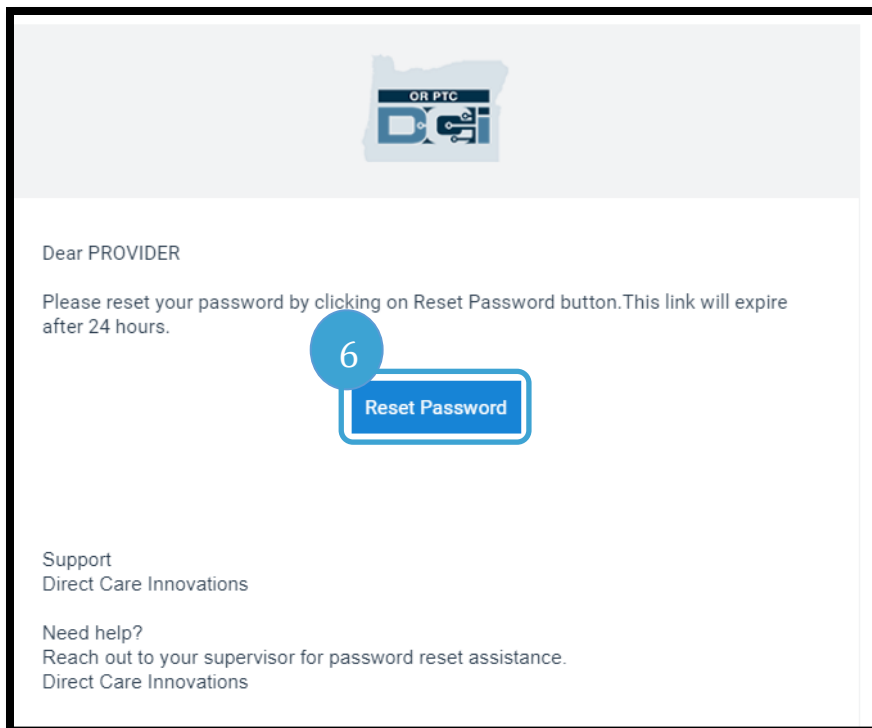 OR PTC
DCi
Dear PROVIDER
Please reset your password by clicking on Reset Password button.This link will expire
after 24 hours.
6
Reset Password
Support
Direct Care Innovations
Need help?
Reach out to your supervisor for password reset assistance.
Direct Care Innovations